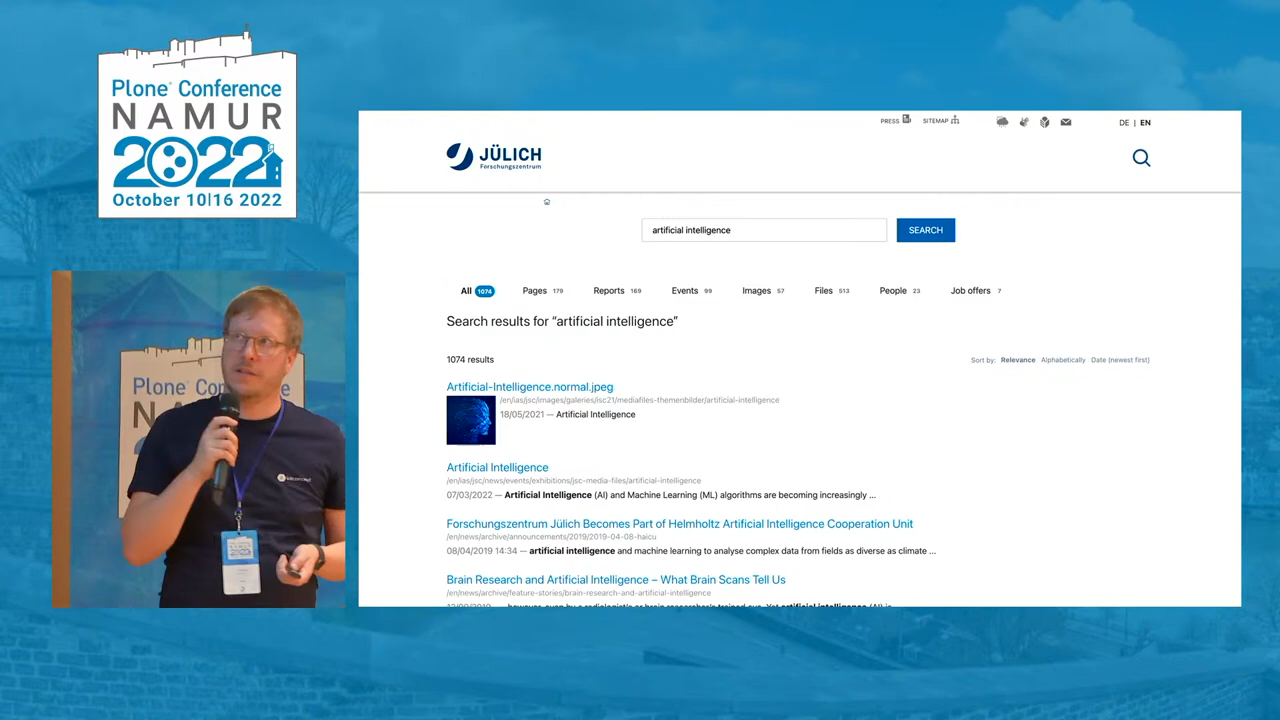 Plone® Conference
NAMUR
2022
October 10|16 2022
PRESS
SITEMAP
DE | EN
JÜLICH
Forschungszentrum
artificial intelligence
SEARCH
All 1074
Pages 179
Reports 169
Events 99
Images 57
Files 513
People 23
Job offers 7
Search results for “artificial intelligence”
1074 results
Sort by: Relevance Alphabetically Date (newest first)
Artificial-Intelligence.normal.jpeg
/en/ias/jsc/images/galeries/isc21/mediafiles-themenbilder/artificial-intelligence
18/05/2021 — Artificial Intelligence
Artificial Intelligence
/en/ias/jsc/news/events/exhibitions/jsc-media-files/artificial-intelligence
07/03/2022 — Artificial Intelligence (AI) and Machine Learning (ML) algorithms are becoming increasingly ...
Forschungszentrum Jülich Becomes Part of Helmholtz Artificial Intelligence Cooperation Unit
/en/news/archive/announcements/2019/2019-04-08-haicu
08/04/2019 14:34 — artificial intelligence and machine learning to analyse complex data from fields as diverse as climate ...
Brain Research and Artificial Intelligence – What Brain Scans Tell Us
/en/news/archive/feature-stories/brain-research-and-artificial-intelligence
Plone® Con
NA